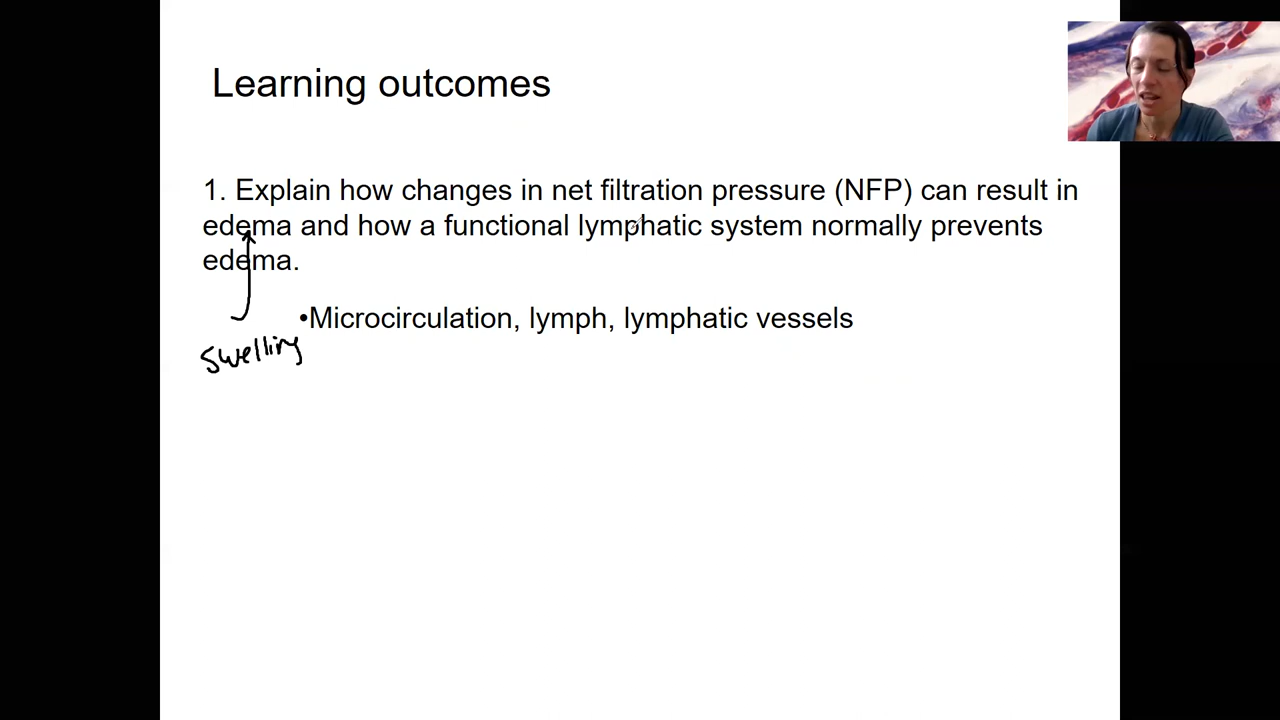 Learning outcomes
1. Explain how changes in net filtration pressure (NFP) can result in
edema and how a functional lymphatic system normally prevents
edema.
•Microcirculation, lymph, lymphatic vessels
swelling